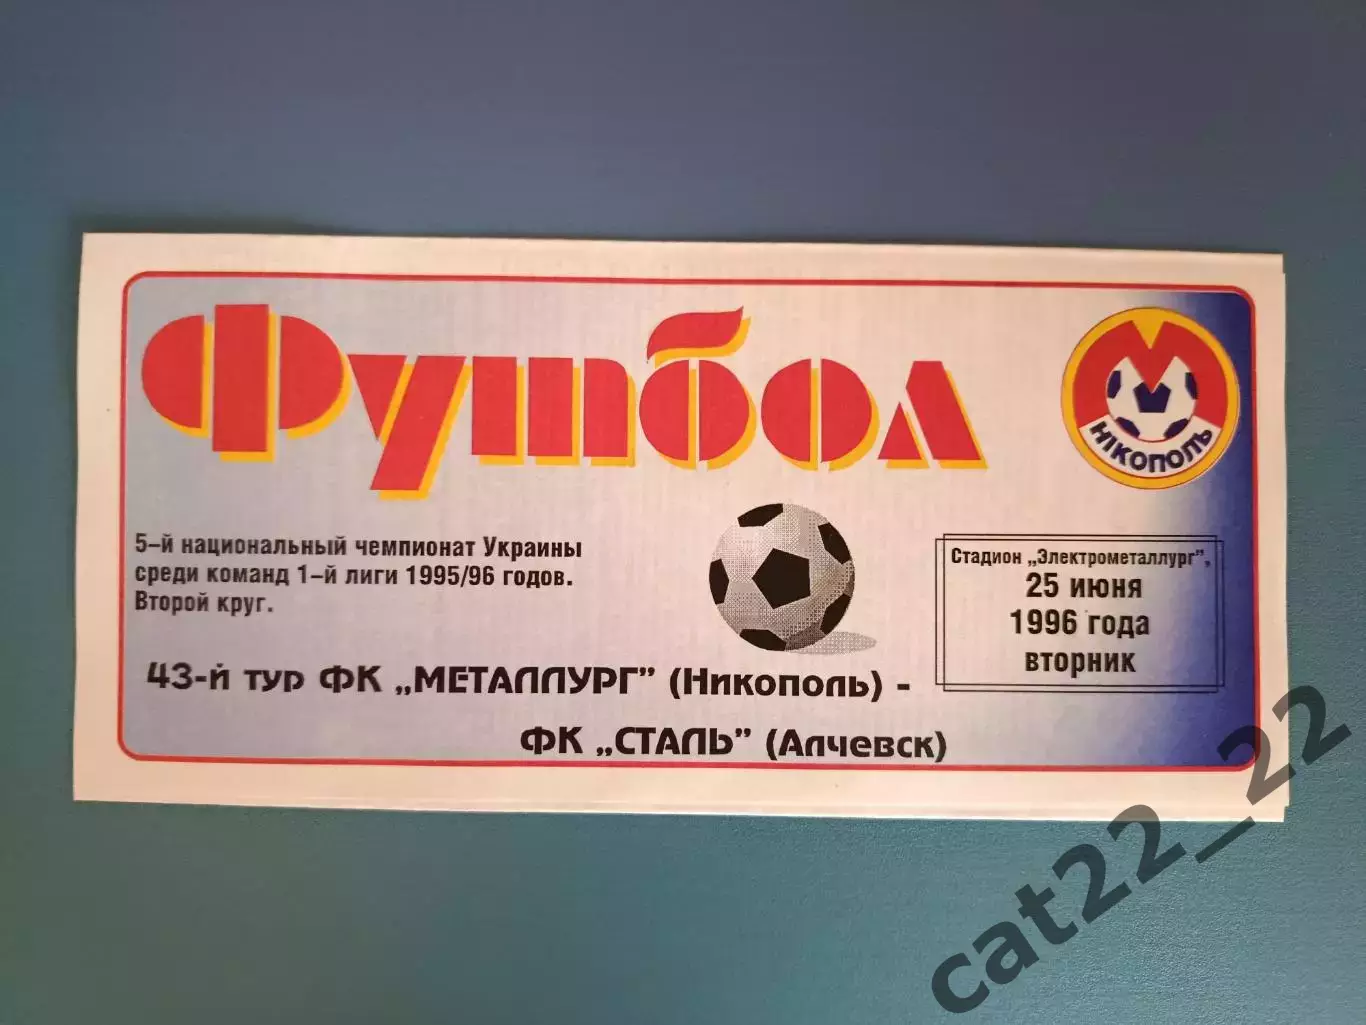 Футбол
М
НІКОПОЛЬ
5-й национальный чемпионат Украины
среди команд 1-й лиги 1995/96 годов.
Второй круг.
Стадион „Электрометаллург”,
25 июня
1996 года
вторник
43-й тур ФК „МЕТАЛЛУРГ” (Никополь) -
ФК „СТАЛЬ” (Алчевск)
cat22_22